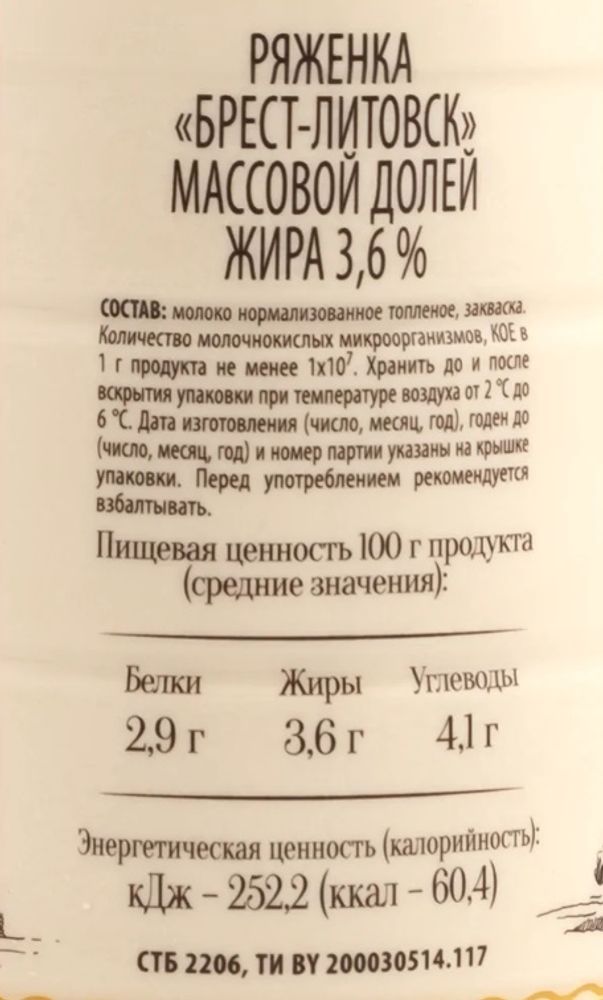 РЯЖЕНКА
«БРЕСТ-ЛИТОВСК»
МАССОВОЙ ДОЛЕЙ
ЖИРА 3,6 %
СОСТАВ: молоко нормализованное топленое, закваска.
Количество молочнокислых микроорганизмов, КОЕ в
1 г продукта не менее 1x10⁷. Хранить до и после
вскрытия упаковки при температуре воздуха от 2 °С до
6 °С. Дата изготовления (число, месяц, год), годен до
(число, месяц, год) и номер партии указаны на крышке
упаковки. Перед употреблением рекомендуется
взбалтывать.
Пищевая ценность 100 г продукта
(средние значения):
Белки Жиры Углеводы
2,9 г 3,6 г 4,1 г
Энергетическая ценность (калорийность):
кДж – 252,2 (ккал – 60,4)
СТБ 2206, ТИ BY 200030514.117